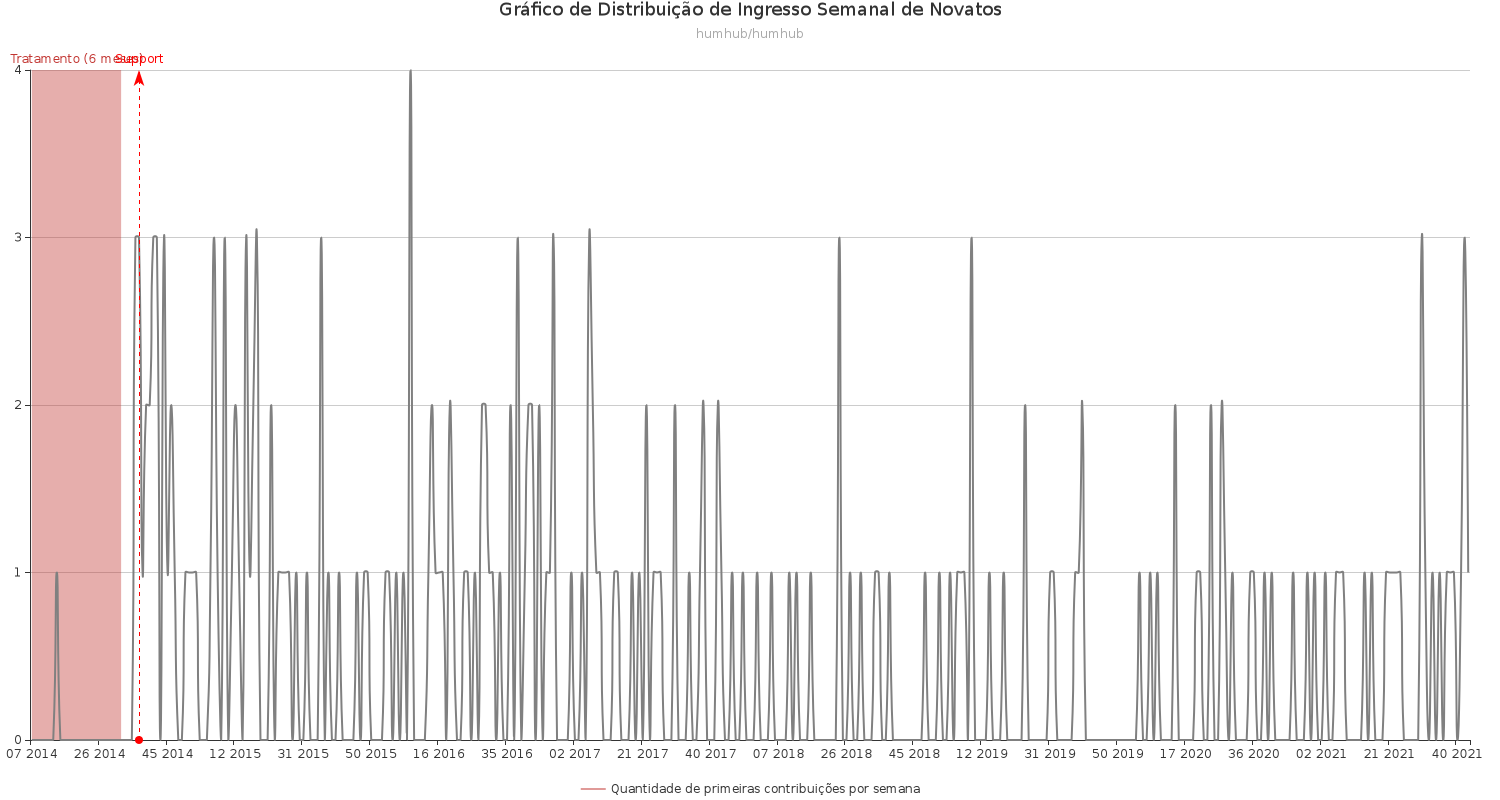 Gráfico de Distribuição de Ingresso Semanal de Novatos
humhub/humhub
Tratamento (6 meses)
Support
4
3
2
1
0
07 2014 26 2014 45 2014 12 2015 31 2015 50 2015 16 2016 35 2016 02 2017 21 2017 40 2017 07 2018 26 2018 45 2018 12 2019 31 2019 50 2019 17 2020 36 2020 02 2021 21 2021 40 2021
Quantidade de primeiras contribuições por semana